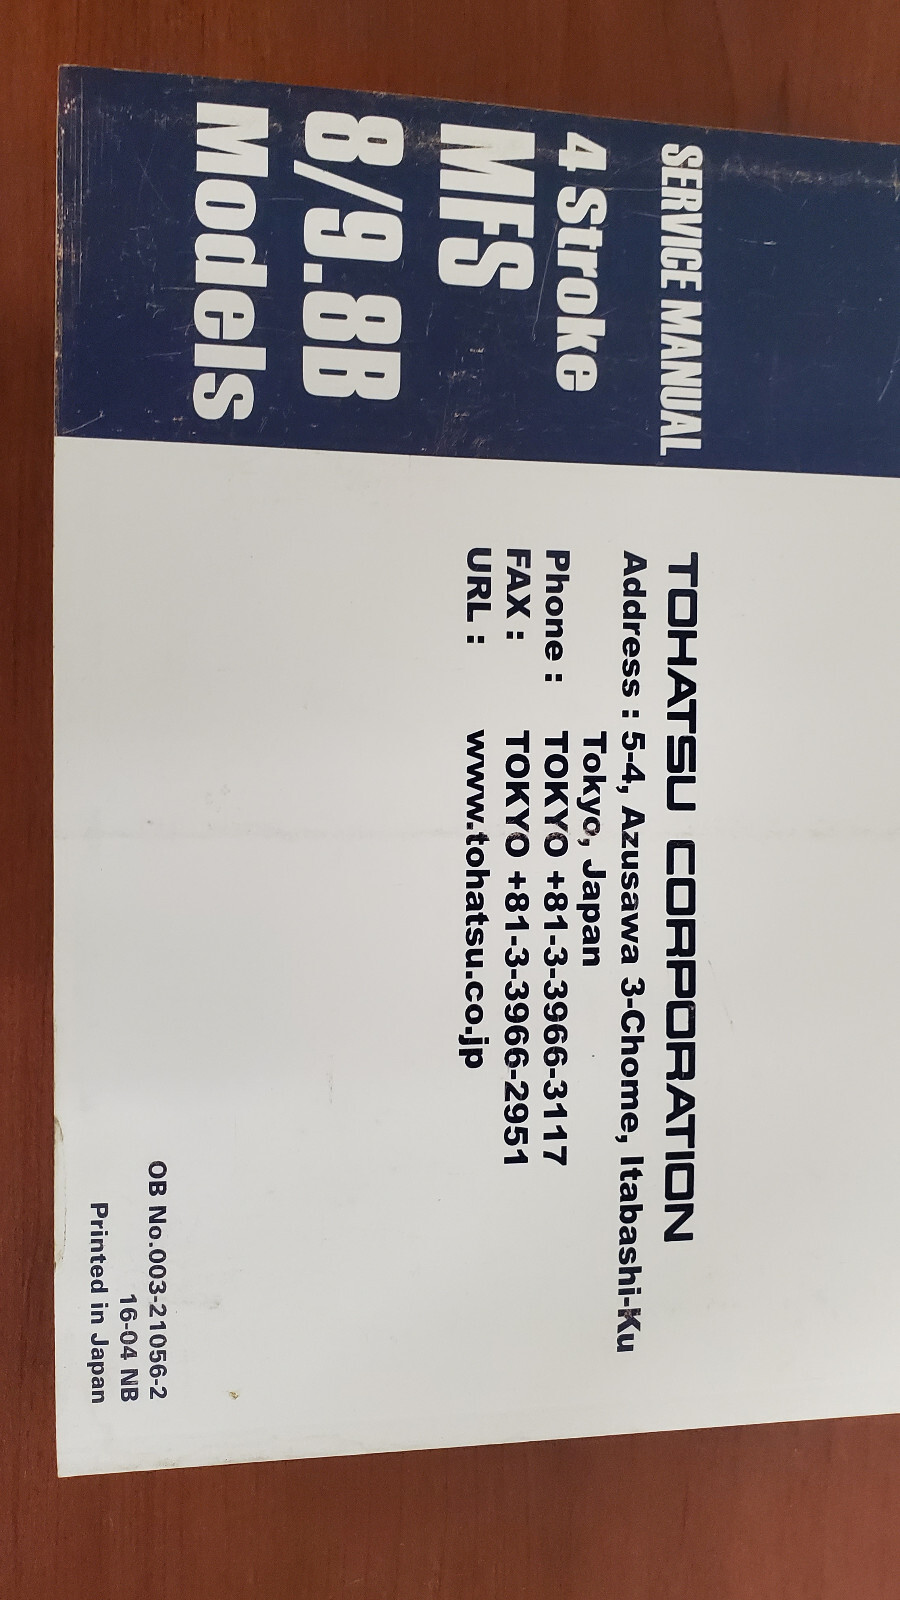 SERVICE MANUAL
4 Stroke
MFS
8/9.8B
Models
TOHATSU CORPORATION
Address : 5-4, Azusawa 3-Chome, Itabashi-Ku
Tokyo, Japan
Phone : TOKYO +81-3-3966-3117
FAX : TOKYO +81-3-3966-2951
URL : www.tohatsu.co.jp
OB No.003-21056-2
16-04 NB
Printed in Japan